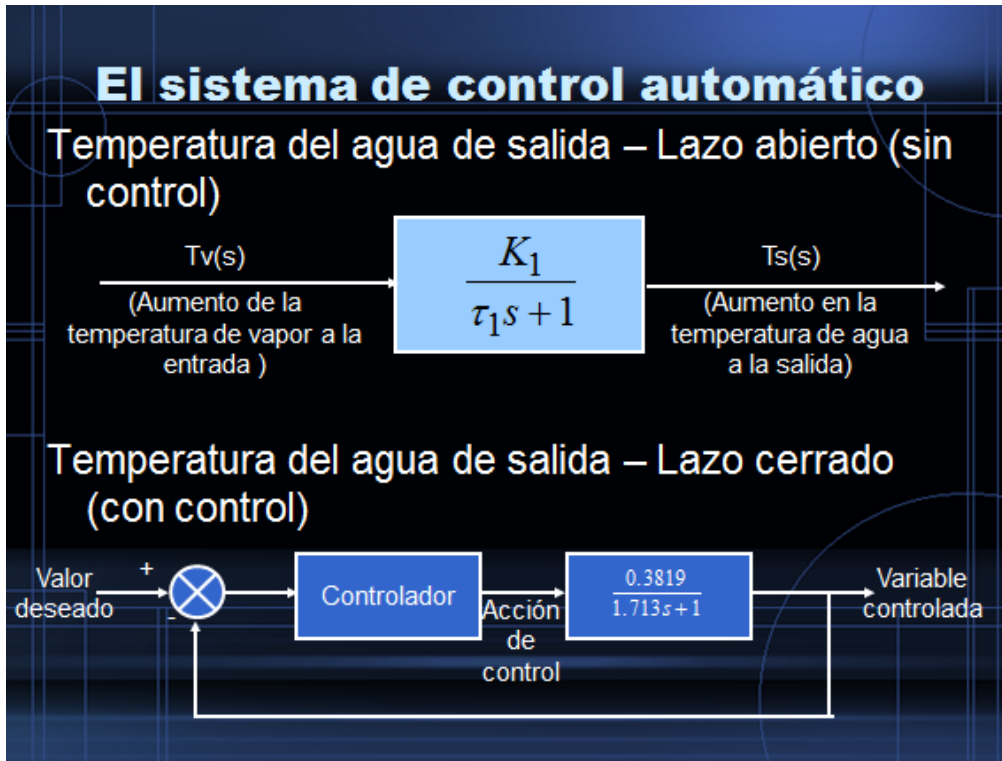 El sistema de control automático
Temperatura del agua de salida – Lazo abierto (sin
control)
Tv(s)
(Aumento de la
temperatura de vapor a la
entrada )
K₁
τ₁s + 1
Ts(s)
(Aumento en la
temperatura de agua
a la salida)
Temperatura del agua de salida – Lazo cerrado
(con control)
Valor
deseado
+
-
Controlador
Acción
de
control
0.3819
1.713s + 1
Variable
controlada